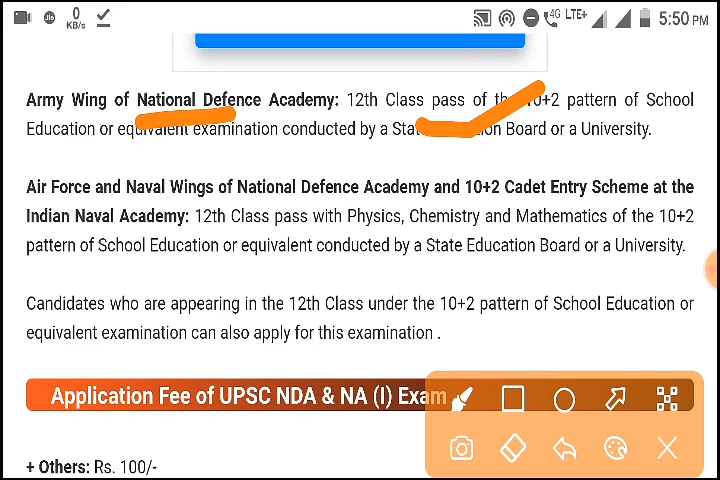 0
KB/s
Jio
4G LTE+
5:50 PM
Army Wing of National Defence Academy: 12th Class pass of the 10+2 pattern of School
Education or equivalent examination conducted by a State Education Board or a University.
Air Force and Naval Wings of National Defence Academy and 10+2 Cadet Entry Scheme at the
Indian Naval Academy: 12th Class pass with Physics, Chemistry and Mathematics of the 10+2
pattern of School Education or equivalent conducted by a State Education Board or a University.
Candidates who are appearing in the 12th Class under the 10+2 pattern of School Education or
equivalent examination can also apply for this examination .
Application Fee of UPSC NDA & NA (I) Exam
+ Others: Rs. 100/-